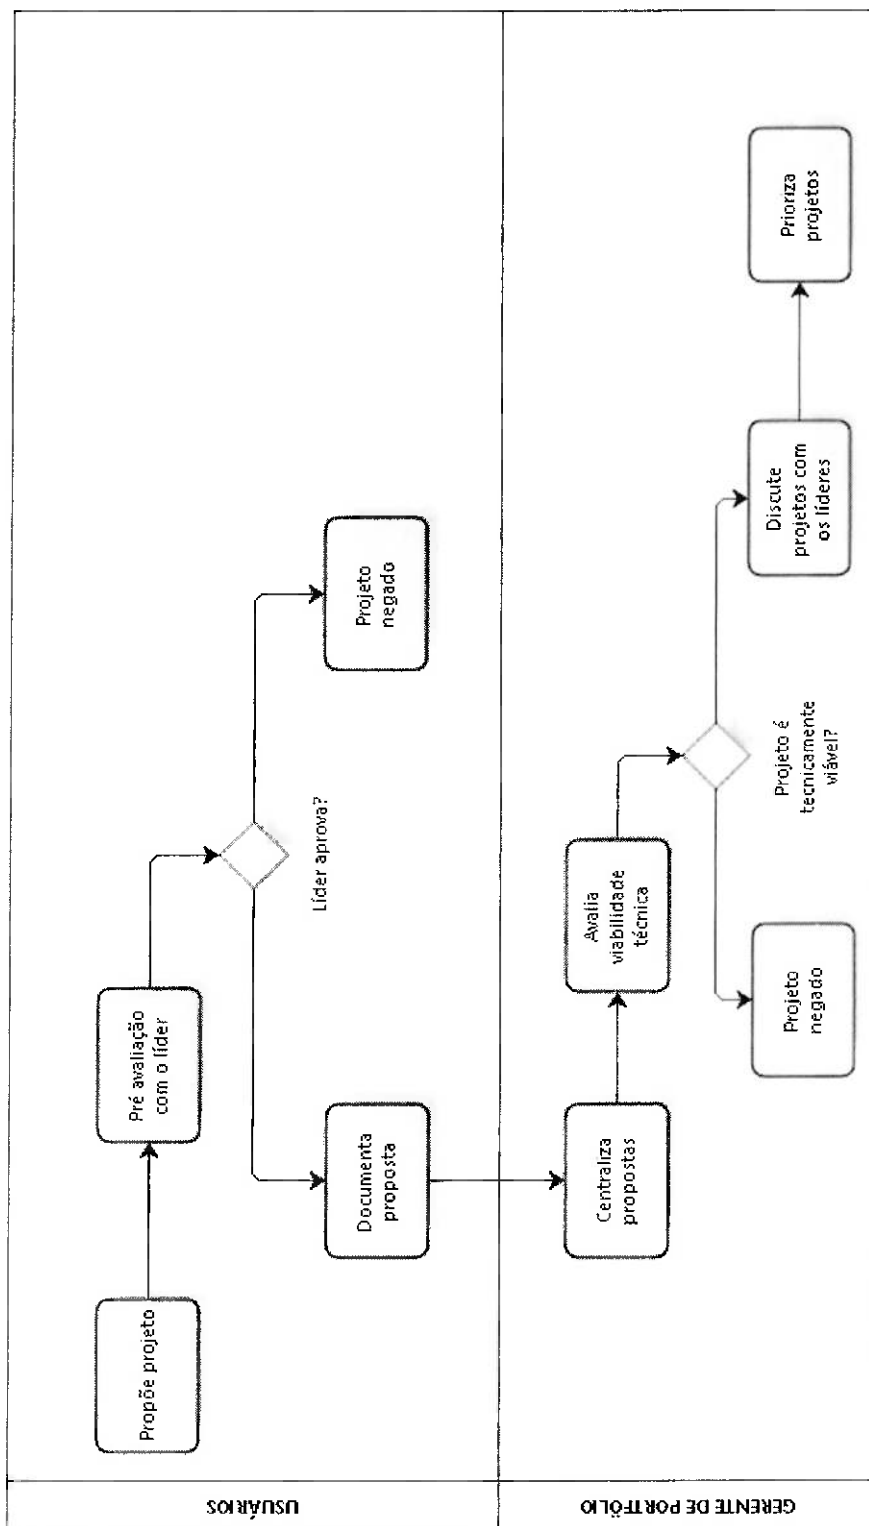 USUÁRIOS
Propõe projeto
Pré avaliação
com o líder
Líder aprova?
Documenta
proposta
Projeto
negado
GERENTE DE PORTFÓLIO
Centraliza
propostas
Avalia
viabilidade
técnica
Projeto é
tecnicamente
viável?
Projeto
negado
Discute
projetos com
os líderes
Prioriza
projetos